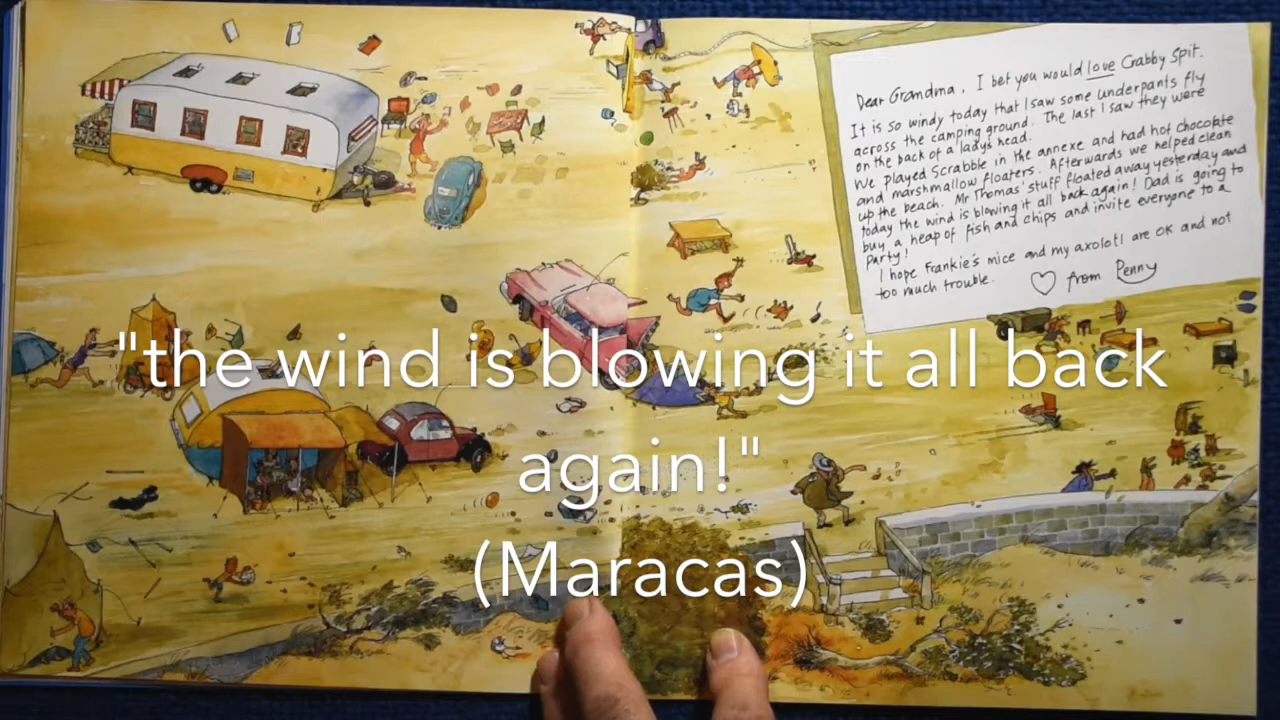 Dear Grandma, I bet you would love Crabby Spit.
It is so windy today that I saw some underpants fly
across the camping ground. The last I saw they were
on the back of a lady's head.
We played Scrabble in the annexe and had hot chocolate
and marshmallow floaters. Afterwards we helped clean
up the beach. Mr Thomas' stuff floated away yesterday and
today the wind is blowing it all back again! Dad is going to
buy a heap of fish and chips and invite everyone to a
party!
I hope Frankie's mice and my axolotl are OK and not
too much trouble. ♡ from Penny
"the wind is blowing it all back
again!"
(Maracas)